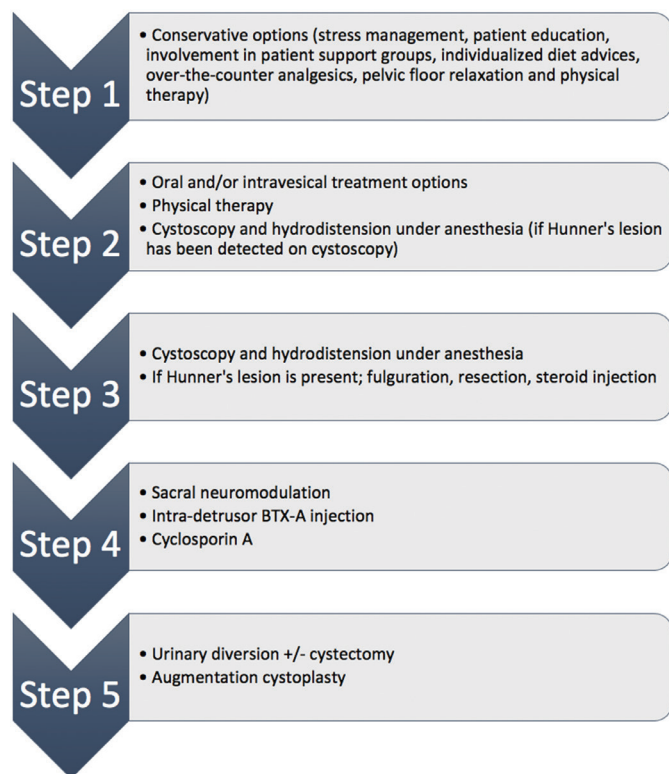 Step 1
• Conservative options (stress management, patient education,
involvement in patient support groups, individualized diet advices,
over-the-counter analgesics, pelvic floor relaxation and physical
therapy)
Step 2
• Oral and/or intravesical treatment options
• Physical therapy
• Cystoscopy and hydrodistension under anesthesia (if Hunner's lesion
has been detected on cystoscopy)
Step 3
• Cystoscopy and hydrodistension under anesthesia
• If Hunner's lesion is present; fulguration, resection, steroid injection
Step 4
• Sacral neuromodulation
• Intra-detrusor BTX-A injection
• Cyclosporin A
Step 5
• Urinary diversion +/- cystectomy
• Augmentation cystoplasty